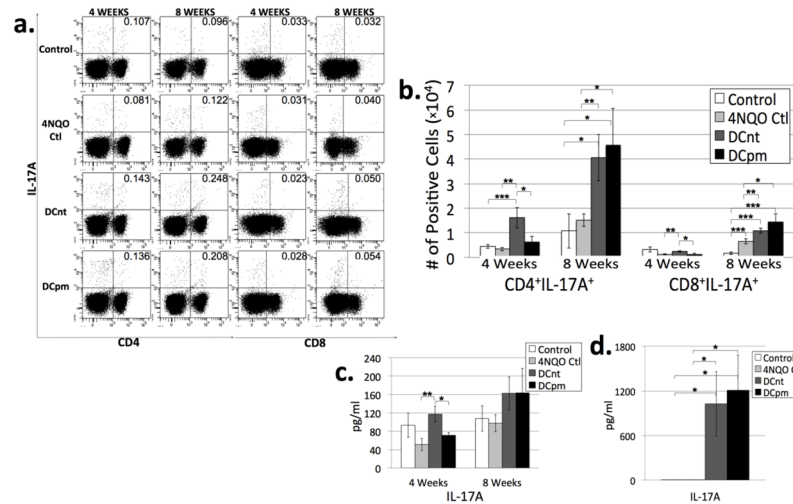 a.
4 WEEKS 8 WEEKS 4 WEEKS 8 WEEKS
Control 0.107 0.096 0.033 0.032
4NQO Ctl 0.081 0.122 0.031 0.040
DCnt 0.143 0.248 0.023 0.050
DCpm 0.136 0.208 0.028 0.054
IL-17A
CD4 CD8
b.
# of Positive Cells (×10⁴)
7
6
5
4
3
2
1
0
Control
4NQO Ctl
DCnt
DCpm
** * *** * ** * *
** * *** *** *** ** *
4 Weeks 8 Weeks 4 Weeks 8 Weeks
CD4⁺IL-17A⁺ CD8⁺IL-17A⁺
c.
pg/ml
240
200
160
120
80
40
0
Control
4NQO Ctl
DCnt
DCpm
** *
4 Weeks 8 Weeks
IL-17A
d.
pg/ml
1800
1200
600
0
Control
4NQO C
DCnt
DCpm
* * * *
IL-17A